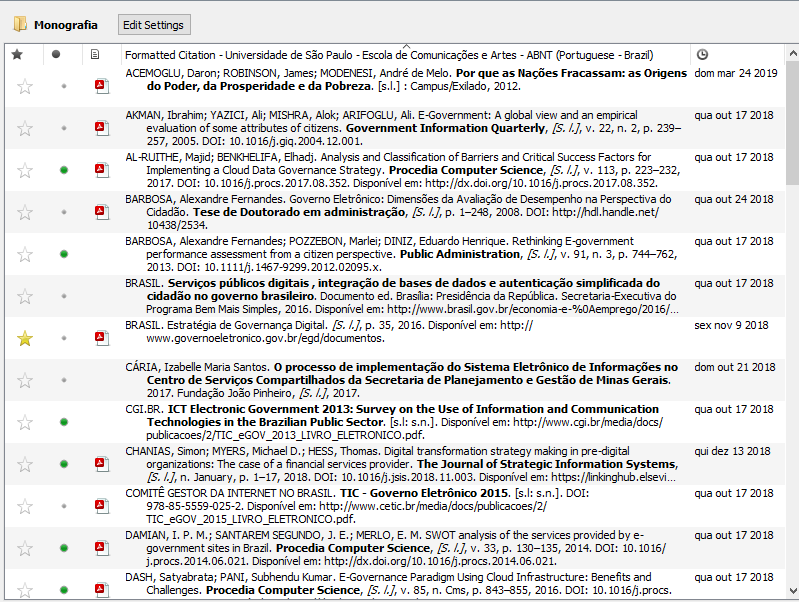 Monografia
Edit Settings
Formatted Citation - Universidade de São Paulo - Escola de Comunicações e Artes - ABNT (Portuguese - Brazil)
ACEMOGLU, Daron; ROBINSON, James; MODENESI, André de Melo. Por que as Nações Fracassam: as Origens dom mar 24 2019
do Poder, da Prosperidade e da Pobreza. [s.l.] : Campus/Exilado, 2012.
AKMAN, Ibrahim; YAZICI, Ali; MISHRA, Alok; ARIFOGLU, Ali. E-Government: A global view and an empirical qua out 17 2018
evaluation of some attributes of citizens. Government Information Quarterly, [S. l.], v. 22, n. 2, p. 239–
257, 2005. DOI: 10.1016/j.giq.2004.12.001.
AL-RUITHE, Majid; BENKHELIFA, Elhadj. Analysis and Classification of Barriers and Critical Success Factors for qua out 17 2018
Implementing a Cloud Data Governance Strategy. Procedia Computer Science, [S. l.], v. 113, p. 223–232,
2017. DOI: 10.1016/j.procs.2017.08.352. Disponível em: http://dx.doi.org/10.1016/j.procs.2017.08.352.
BARBOSA, Alexandre Fernandes. Governo Eletrônico: Dimensões da Avaliação de Desempenho na Perspectiva do qua out 24 2018
Cidadão. Tese de Doutorado em administração, [S. l.], p. 1–248, 2008. DOI: http://hdl.handle.net/
10438/2534.
BARBOSA, Alexandre Fernandes; POZZEBON, Marlei; DINIZ, Eduardo Henrique. Rethinking E-government qua out 17 2018
performance assessment from a citizen perspective. Public Administration, [S. l.], v. 91, n. 3, p. 744–762,
2013. DOI: 10.1111/j.1467-9299.2012.02095.x.
BRASIL. Serviços públicos digitais , integração de bases de dados e autenticação simplificada do qua out 17 2018
cidadão no governo brasileiro. Documento ed. Brasília: Presidência da República. Secretaria-Executiva do
Programa Bem Mais Simples, 2016. Disponível em: http://www.brasil.gov.br/economia-e-%0Aemprego/2016/...
BRASIL. Estratégia de Governança Digital. [S. l.], p. 35, 2016. Disponível em: http:// sex nov 9 2018
www.governoeletronico.gov.br/egd/documentos.
CÁRIA, Izabelle Maria Santos. O processo de implementação do Sistema Eletrônico de Informações no dom out 21 2018
Centro de Serviços Compartilhados da Secretaria de Planejamento e Gestão de Minas Gerais.
2017. Fundação João Pinheiro, [S. l.], 2017.
CGI.BR. ICT Electronic Government 2013: Survey on the Use of Information and Communication qua out 17 2018
Technologies in the Brazilian Public Sector. [s.l: s.n.]. Disponível em: http://www.cgi.br/media/docs/
publicacoes/2/TIC_eGOV_2013_LIVRO_ELETRONICO.pdf.
CHANIAS, Simon; MYERS, Michael D.; HESS, Thomas. Digital transformation strategy making in pre-digital qui dez 13 2018
organizations: The case of a financial services provider. The Journal of Strategic Information Systems,
[S. l.], n. January, p. 1–17, 2018. DOI: 10.1016/j.jsis.2018.11.003. Disponível em: https://linkinghub.elsevi...
COMITÊ GESTOR DA INTERNET NO BRASIL. TIC - Governo Eletrônico 2015. [s.l: s.n.]. DOI: qua out 17 2018
978-85-5559-025-2. Disponível em: http://www.cetic.br/media/docs/publicacoes/2/
TIC_eGOV_2015_LIVRO_ELETRONICO.pdf.
DAMIAN, I. P. M.; SANTAREM SEGUNDO, J. E.; MERLO, E. M. SWOT analysis of the services provided by e- qua out 17 2018
government sites in Brazil. Procedia Computer Science, [S. l.], v. 33, p. 130–135, 2014. DOI: 10.1016/
j.procs.2014.06.021. Disponível em: http://dx.doi.org/10.1016/j.procs.2014.06.021.
DASH, Satyabrata; PANI, Subhendu Kumar. E-Governance Paradigm Using Cloud Infrastructure: Benefits and qua out 17 2018
Challenges. Procedia Computer Science, [S. l.], v. 85, n. Cms, p. 843–855, 2016. DOI: 10.1016/j.procs.